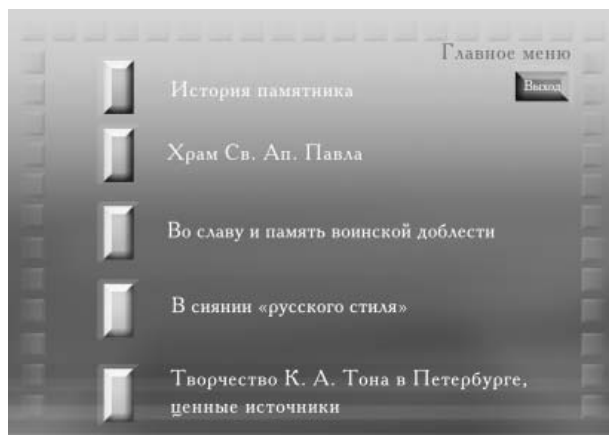 Главное меню
Выход
История памятника
Храм Св. Ап. Павла
Во славу и память воинской доблести
В сиянии «русского стиля»
Творчество К. А. Тона в Петербурге,
ценные источники